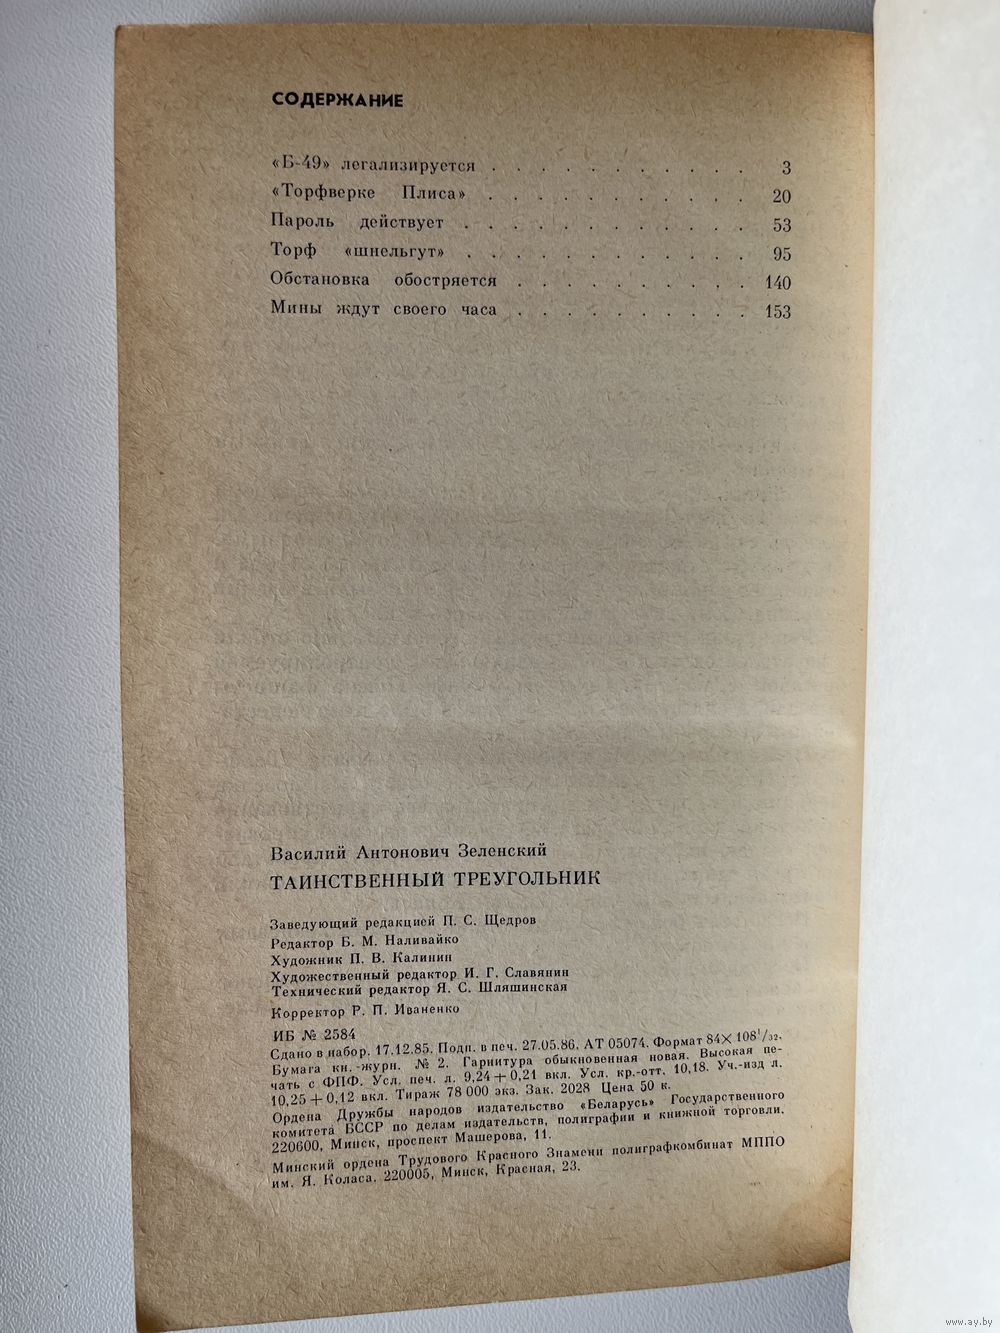 СОДЕРЖАНИЕ
«Б-49» легализируется . . . . . . . . . . . 3
«Торфверке Плиса» . . . . . . . . . . . 20
Пароль действует . . . . . . . . . . . . 53
Торф «шнельгут» . . . . . . . . . . . . 95
Обстановка обостряется . . . . . . . . . . 140
Мины ждут своего часа . . . . . . . . . . 153
Василий Антонович Зеленский
ТАИНСТВЕННЫЙ ТРЕУГОЛЬНИК
Заведующий редакцией П. С. Щедров
Редактор Б. М. Наливайко
Художник П. В. Калинин
Художественный редактор И. Г. Славянин
Технический редактор Я. С. Шляшинская
Корректор Р. П. Иваненко
ИБ № 2584
Сдано в набор. 17.12.85. Подп. в печ. 27.05.86. АТ 05074. Формат 84×108¹/₃₂.
Бумага кн.-журн. № 2. Гарнитура обыкновенная новая. Высокая пе-
чать с ФПФ. Усл. печ. л. 9,24+0,21 вкл. Усл. кр.-отт. 10,18. Уч.-изд л.
10,25+0,12 вкл. Тираж 78 000 экз. Зак. 2028 Цена 50 к.
Ордена Дружбы народов издательство «Беларусь» Государственного
комитета БССР по делам издательств, полиграфии и книжной торговли.
220600, Минск, проспект Машерова, 11.
Минский ордена Трудового Красного Знамени полиграфкомбинат МППО
им. Я. Коласа. 220005, Минск, Красная, 23.
www.ay.by